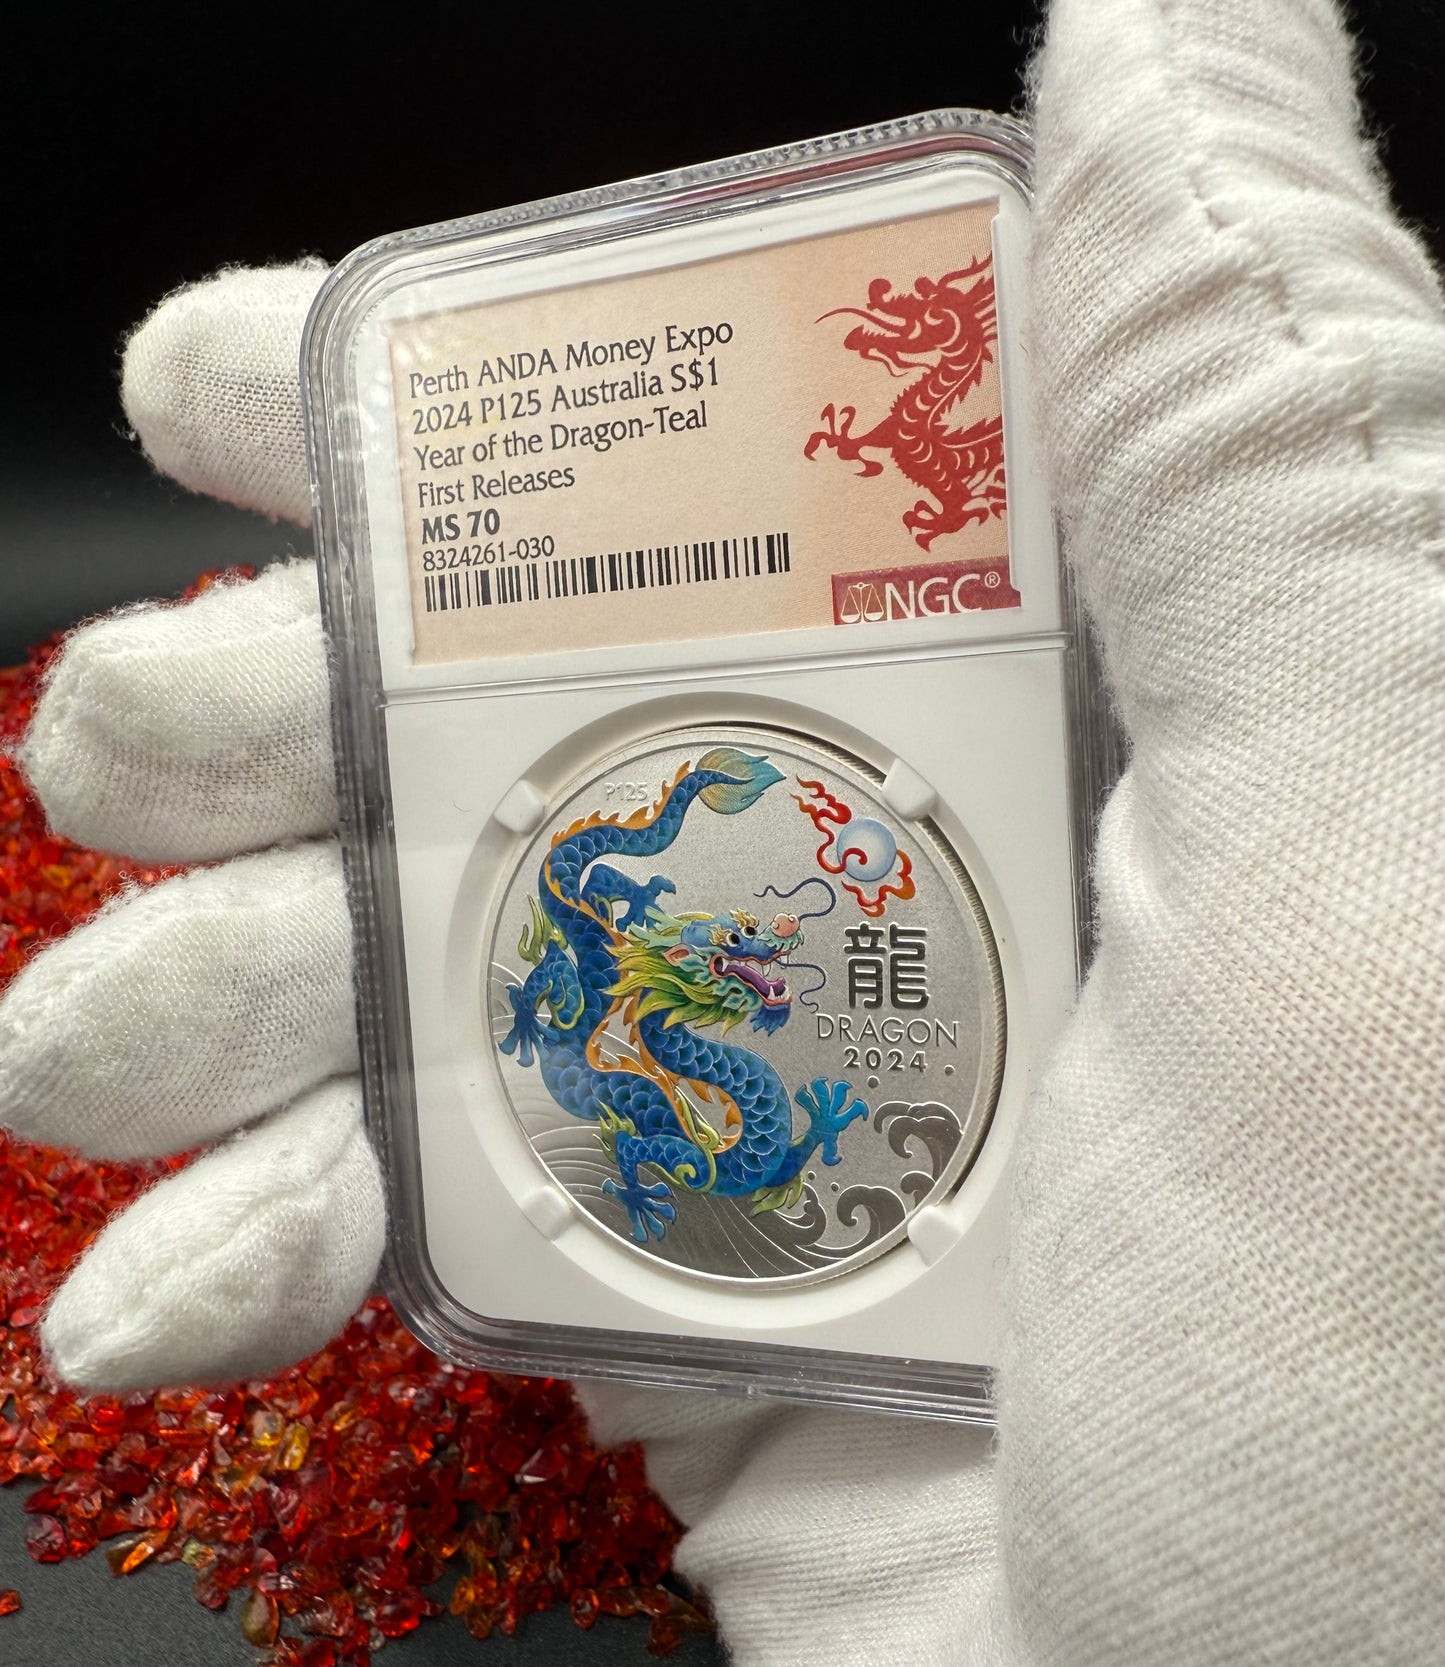 Perth ANDA Money Expo
2024 P125 Australia S$1
Year of the Dragon-Teal
First Releases
MS 70
8324261-030
NGC®
P125
龍
DRAGON
2024